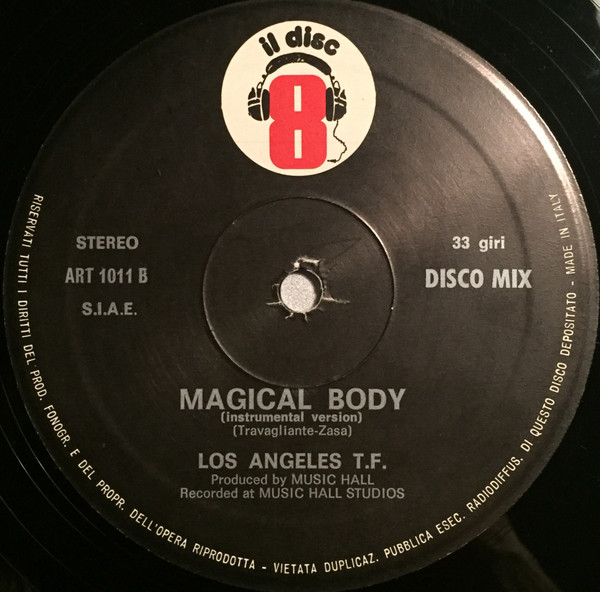 il disc
8
STEREO
33 giri
ART 1011 B
DISCO MIX
S.I.A.E.
MAGICAL BODY
(instrumental version)
(Travagliante-Zasa)
LOS ANGELES T.F.
Produced by MUSIC HALL
Recorded at MUSIC HALL STUDIOS
RISERVATI TUTTI I DIRITTI DEL PROD. FONOGR. E DEL PROPR. DELL'OPERA RIPRODOTTA - VIETATA DUPLICAZ. PUBBLICA ESEC. RADIODIFFUS. DI QUESTO DISCO DEPOSITATO - MADE IN ITALY